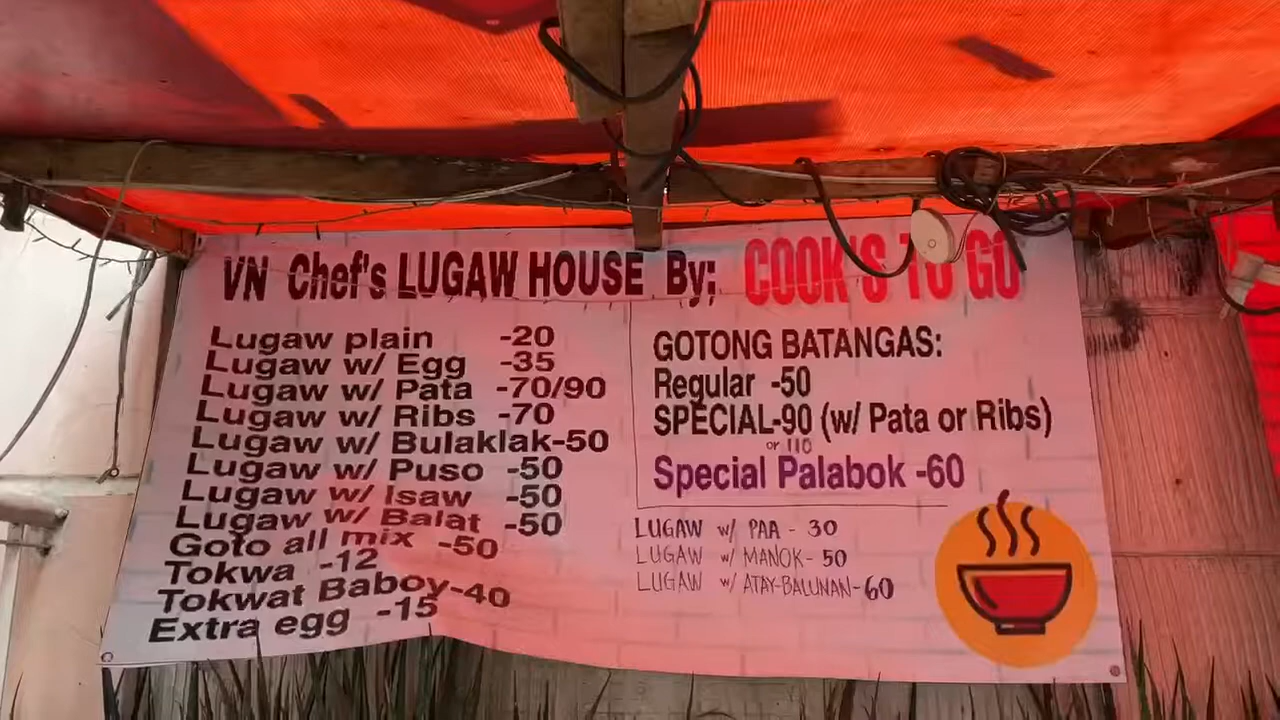 VN Chef's LUGAW HOUSE By; COOK'S TO GO
Lugaw plain -20
Lugaw w/ Egg -35
Lugaw w/ Pata -70/90
Lugaw w/ Ribs -70
Lugaw w/ Bulaklak-50
Lugaw w/ Puso -50
Lugaw w/ Isaw -50
Lugaw w/ Balat -50
Goto all mix -50
Tokwa -12
Tokwat Baboy-40
Extra egg -15
GOTONG BATANGAS:
Regular -50
SPECIAL-90 (w/ Pata or Ribs)
or 110
Special Palabok -60
LUGAW w/ PAA - 30
LUGAW w/ MANOK- 50
LUGAW w/ ATAY-BALUNAN-60